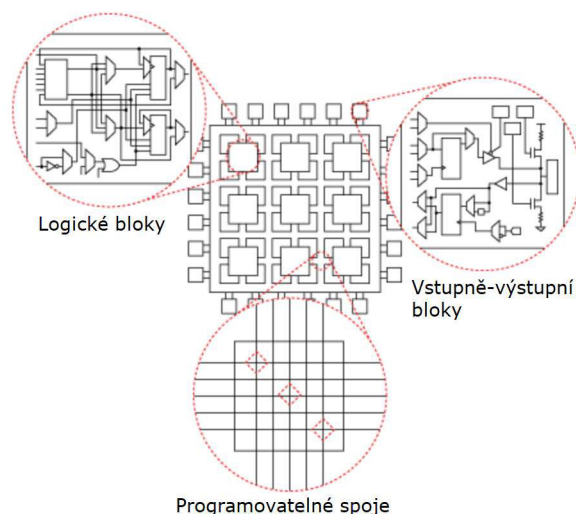 Logické bloky
Vstupně-výstupní
bloky
Programovatelné spoje